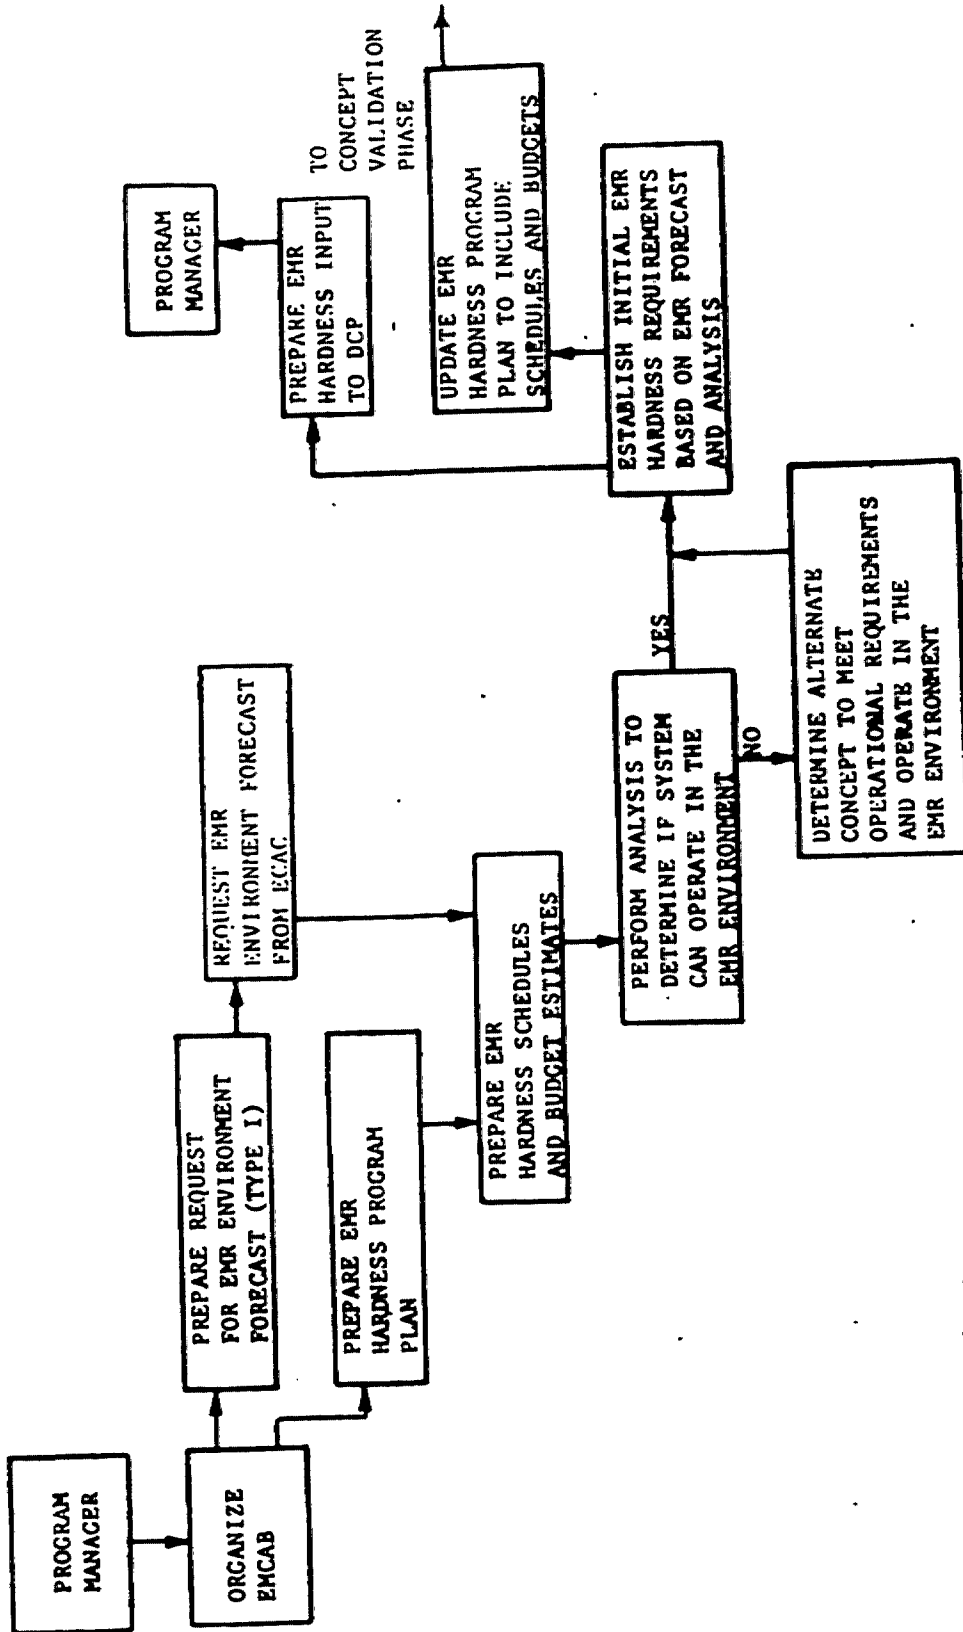 PROGRAM
MANAGER
ORGANIZE
EMCAB
PREPARE REQUEST
FOR EMR ENVIRONMENT
FORECAST (TYPE I)
REQUEST EMR
ENVIRONMENT FORECAST
FROM ECAC
PREPARE EMR
HARDNESS PROGRAM
PLAN
PREPARE EMR
HARDNESS SCHEDULES
AND BUDGET ESTIMATES
PERFORM ANALYSIS TO
DETERMINE IF SYSTEM
CAN OPERATE IN THE
EMR ENVIRONMENT
YES
NO
DETERMINE ALTERNATE
CONCEPT TO MEET
OPERATIONAL REQUIREMENTS
AND OPERATE IN THE
EMR ENVIRONMENT
ESTABLISH INITIAL EMR
HARDNESS REQUIREMENTS
BASED ON EMR FORECAST
AND ANALYSIS
PREPARE EMR
HARDNESS INPUT
TO DCP
PROGRAM
MANAGER
UPDATE EMR
HARDNESS PROGRAM
PLAN TO INCLUDE
SCHEDULES AND BUDGETS
TO
CONCEPT
VALIDATION
PHASE